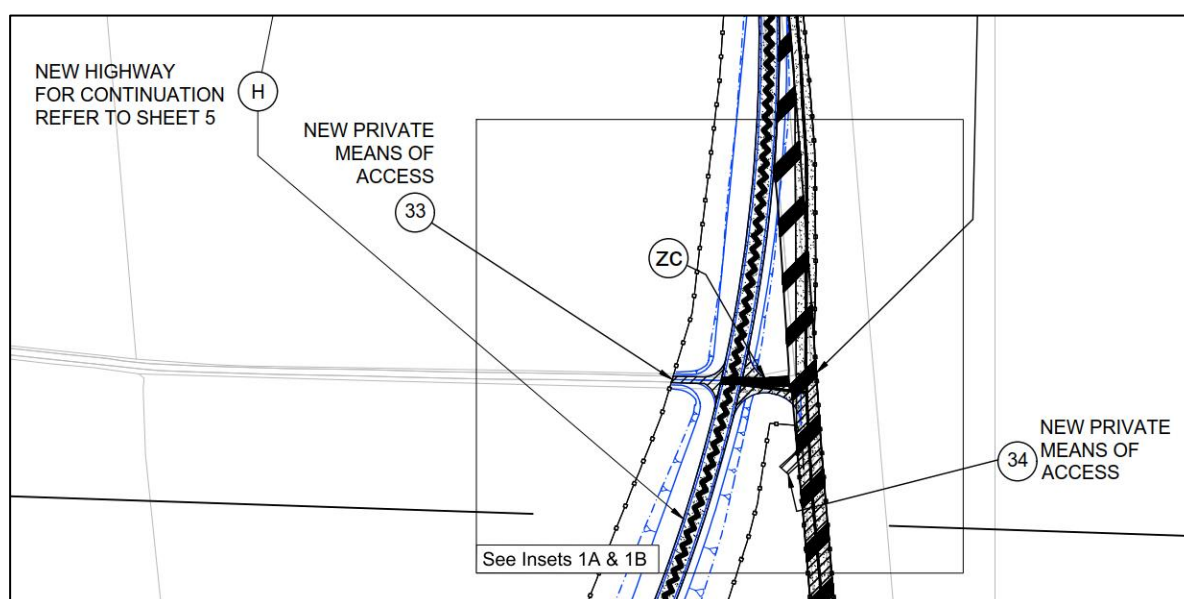 NEW HIGHWAY
FOR CONTINUATION
REFER TO SHEET 5
H
NEW PRIVATE
MEANS OF
ACCESS
33
ZC
NEW PRIVATE
MEANS OF
ACCESS
34
See Insets 1A & 1B